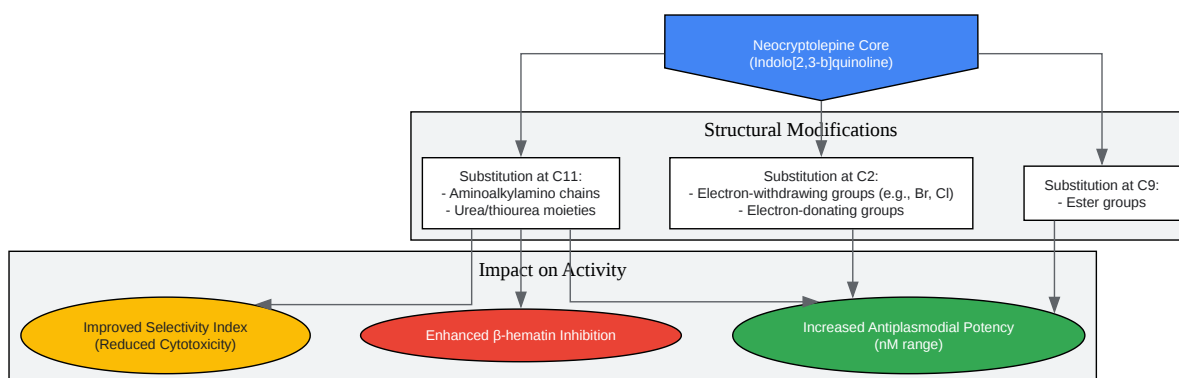 Neocryptolepine Core
(Indolo[2,3-b]quinoline)
Structural Modifications
Substitution at C11:
- Aminoalkylamino chains
- Urea/thiourea moieties
Substitution at C2:
- Electron-withdrawing groups (e.g., Br, Cl)
- Electron-donating groups
Substitution at C9:
- Ester groups
Impact on Activity
Improved Selectivity Index
(Reduced Cytotoxicity)
Enhanced β-hematin Inhibition
Increased Antiplasmodial Potency
(nM range)